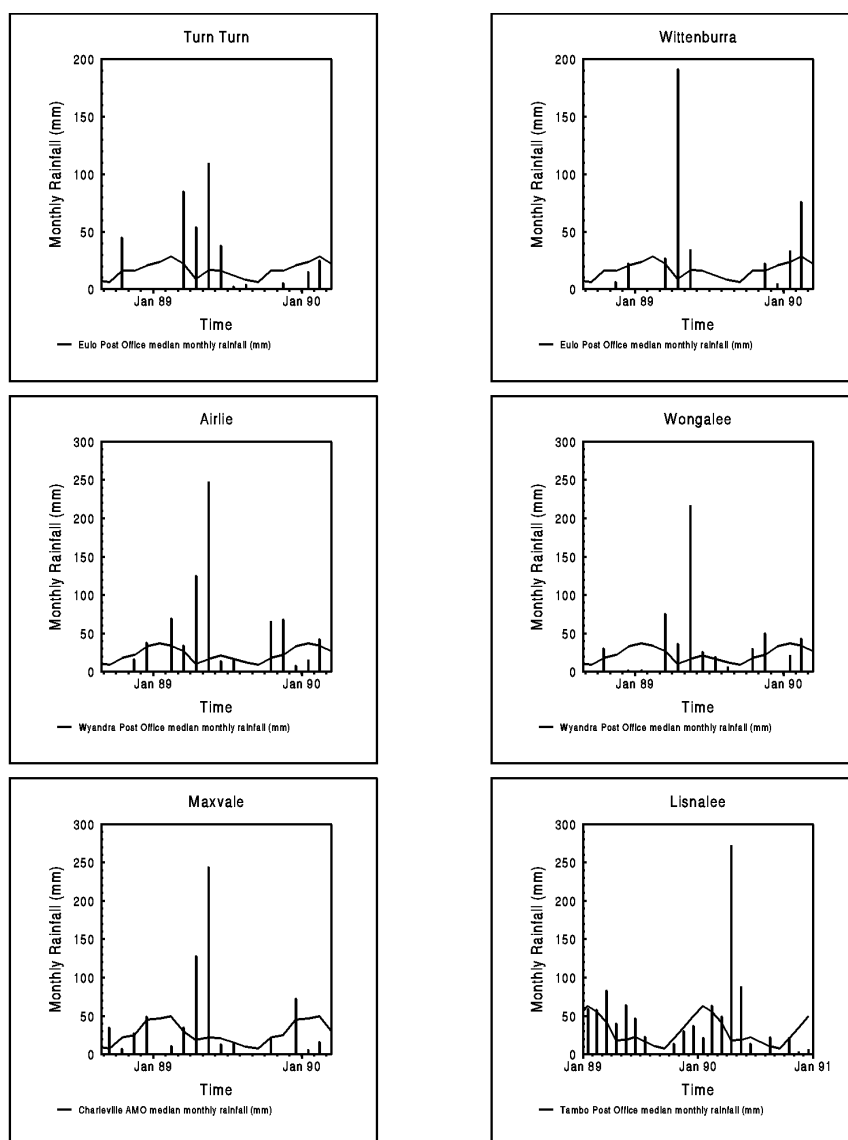 Turn Turn
200
150
100
50
0
Monthly Rainfall (mm)
Jan 89 Jan 90
Time
Eulo Post Office median monthly rainfall (mm)
Wittenburra
200
150
100
50
0
Monthly Rainfall (mm)
Jan 89 Jan 90
Time
Eulo Post Office median monthly rainfall (mm)
Airlie
300
250
200
150
100
50
0
Monthly Rainfall (mm)
Jan 89 Jan 90
Time
Wyandra Post Office median monthly rainfall (mm)
Wongalee
300
250
200
150
100
50
0
Monthly Rainfall (mm)
Jan 89 Jan 90
Time
Wyandra Post Office median monthly rainfall (mm)
Maxvale
300
250
200
150
100
50
0
Monthly Rainfall (mm)
Jan 89 Jan 90
Time
Charleville AMO median monthly rainfall (mm)
Lisnalee
300
250
200
150
100
50
0
Monthly Rainfall (mm)
Jan 89 Jan 90 Jan 91
Time
Tambo Post Office median monthly rainfall (mm)